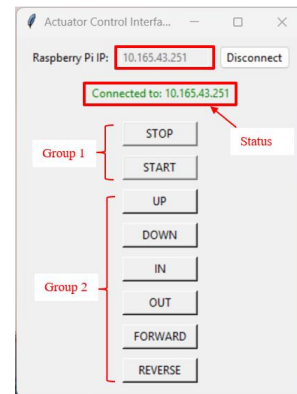 Actuator Control Interfa...
Raspberry Pi IP: 10.165.43.251 Disconnect
Connected to: 10.165.43.251
Status
Group 1
STOP
START
Group 2
UP
DOWN
IN
OUT
FORWARD
REVERSE